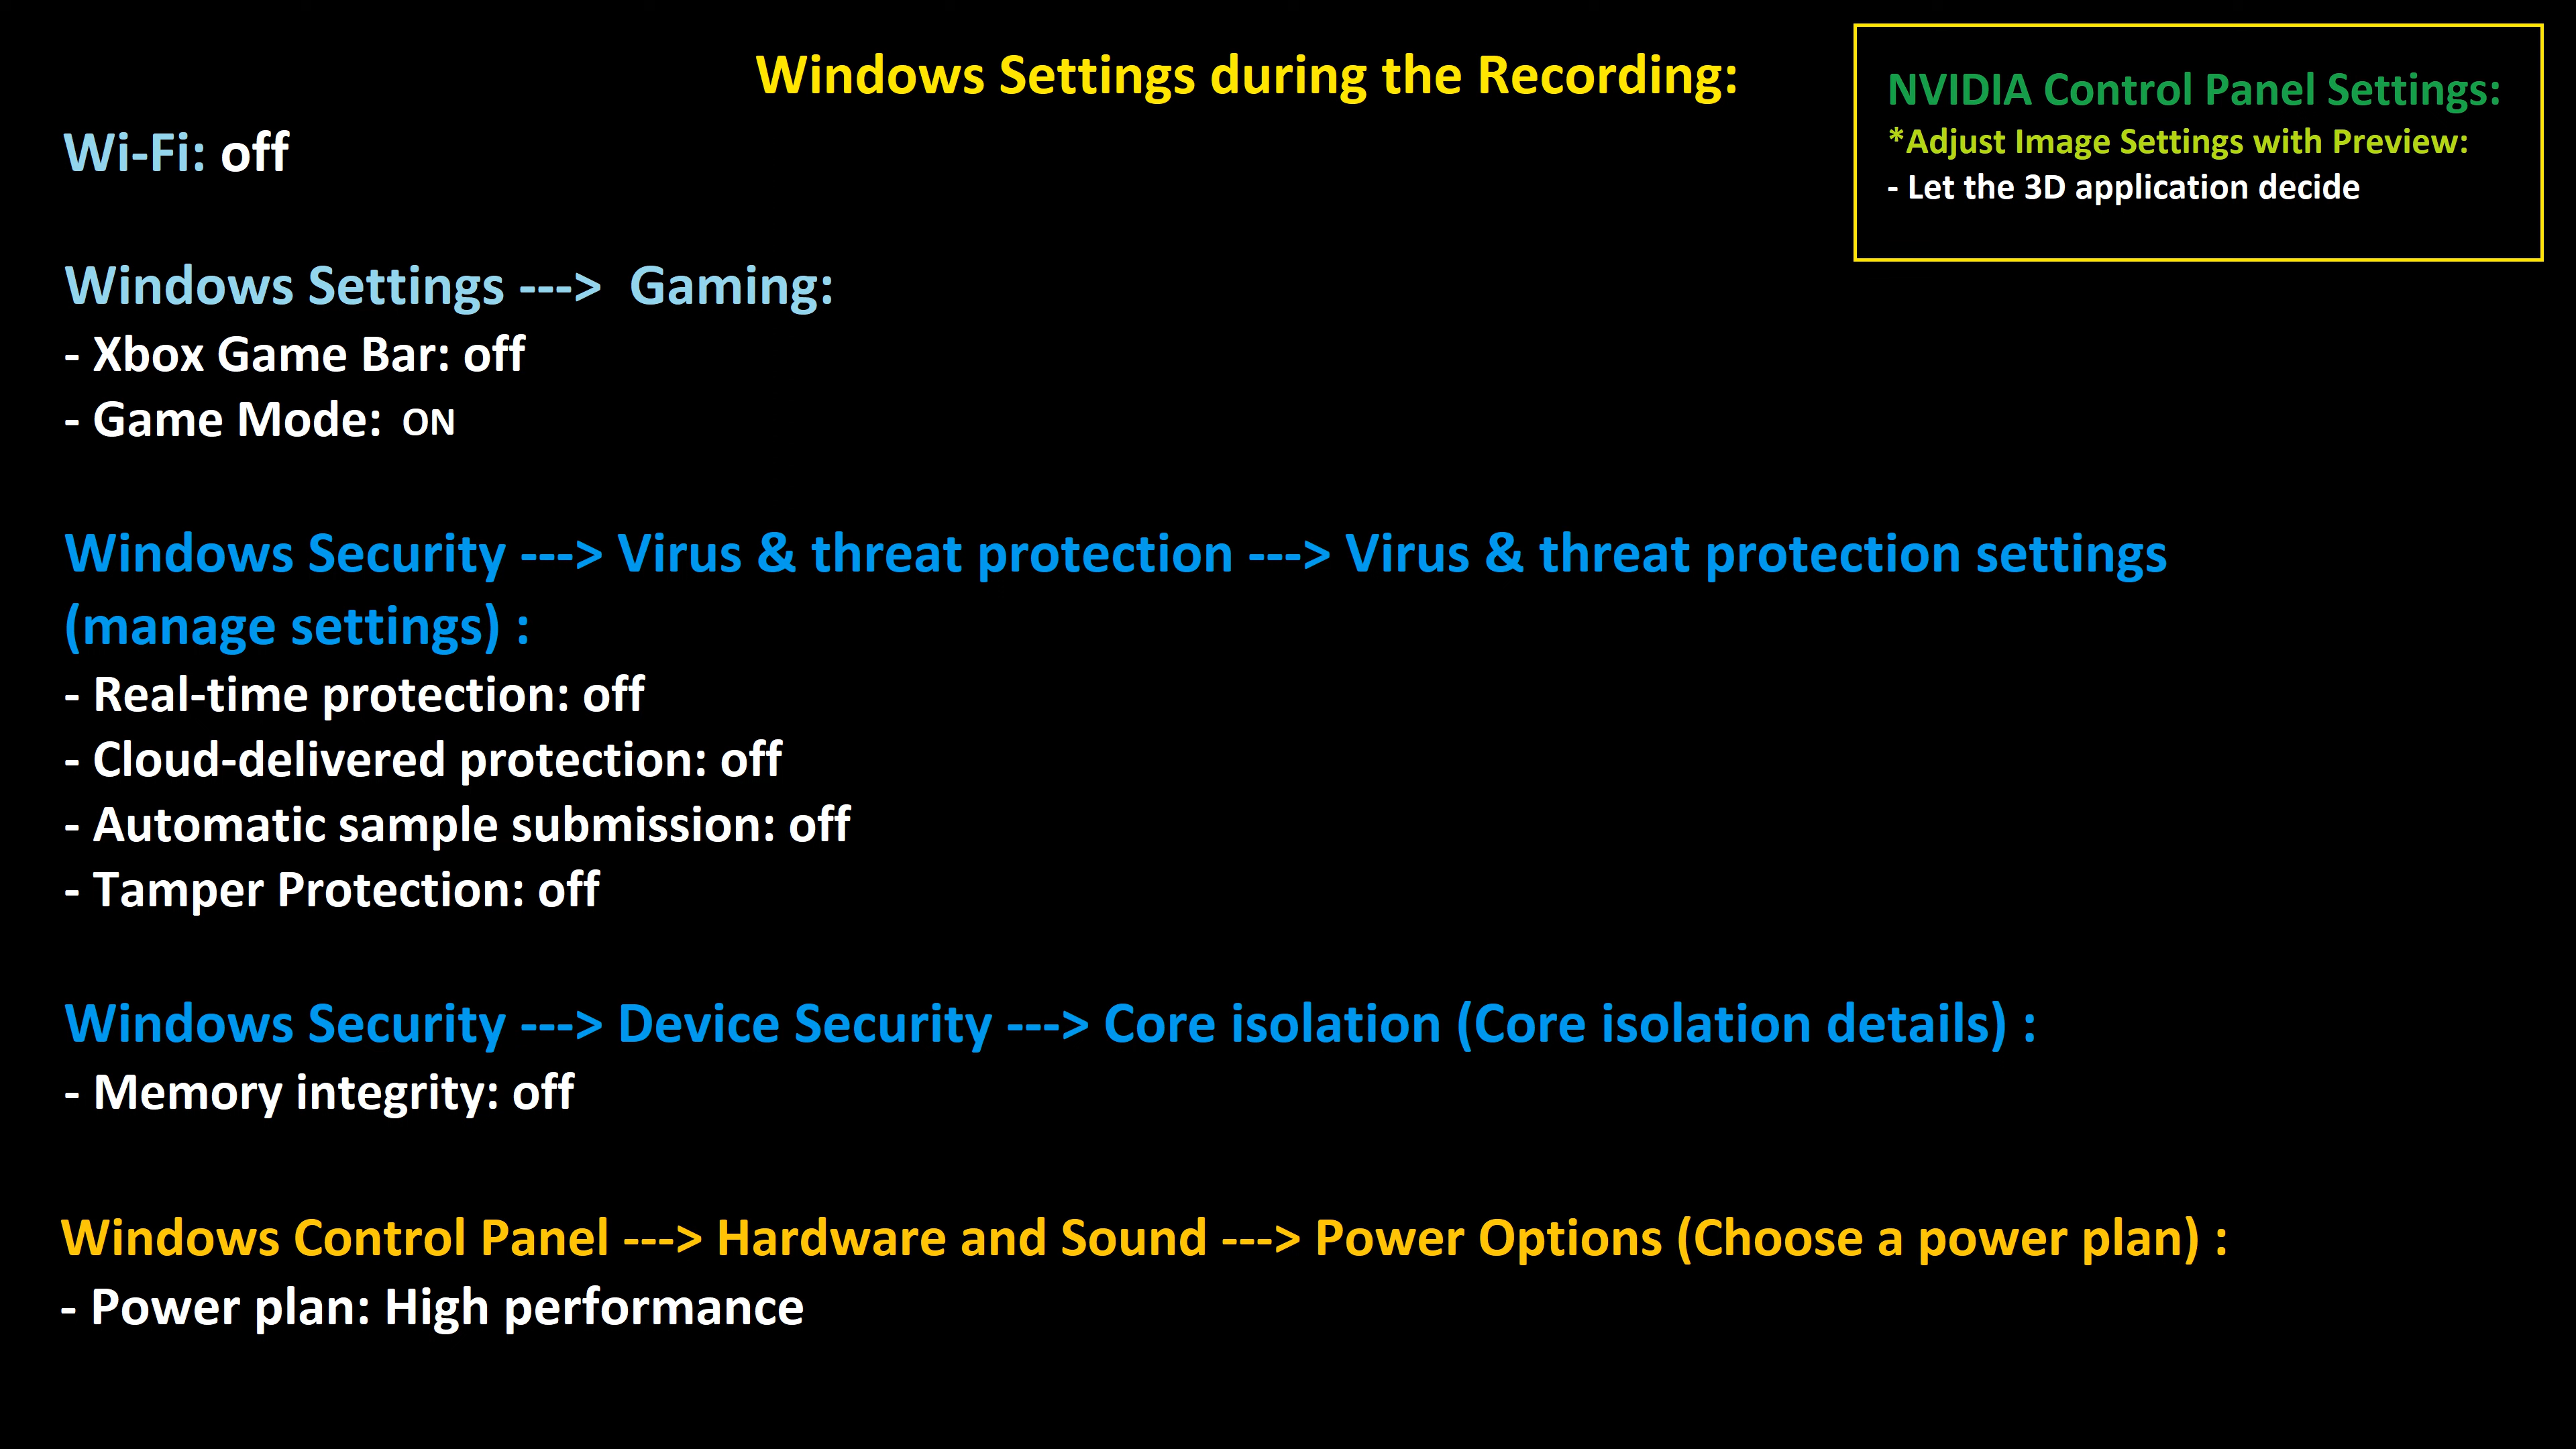 Windows Settings during the Recording:
NVIDIA Control Panel Settings:
*Adjust Image Settings with Preview:
- Let the 3D application decide
Wi-Fi: off
Windows Settings ---> Gaming:
- Xbox Game Bar: off
- Game Mode: ON
Windows Security ---> Virus & threat protection ---> Virus & threat protection settings
(manage settings) :
- Real-time protection: off
- Cloud-delivered protection: off
- Automatic sample submission: off
- Tamper Protection: off
Windows Security ---> Device Security ---> Core isolation (Core isolation details) :
- Memory integrity: off
Windows Control Panel ---> Hardware and Sound ---> Power Options (Choose a power plan) :
- Power plan: High performance